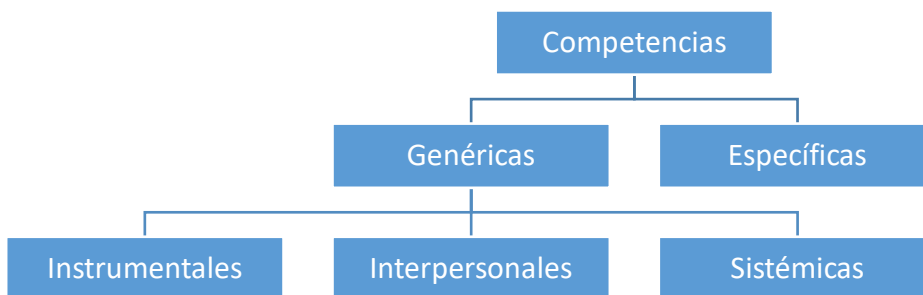 Competencias
Genéricas
Específicas
Instrumentales
Interpersonales
Sistémicas